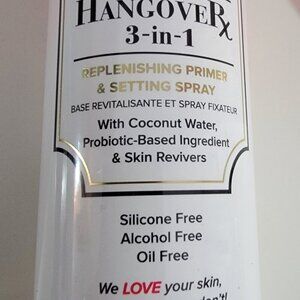 HANGOVER℞
3-in-1
REPLENISHING PRIMER
& SETTING SPRAY
BASE REVITALISANTE ET SPRAY FIXATEUR
With Coconut Water,
Probiotic-Based Ingredient
& Skin Revivers
Silicone Free
Alcohol Free
Oil Free
We LOVE your skin,